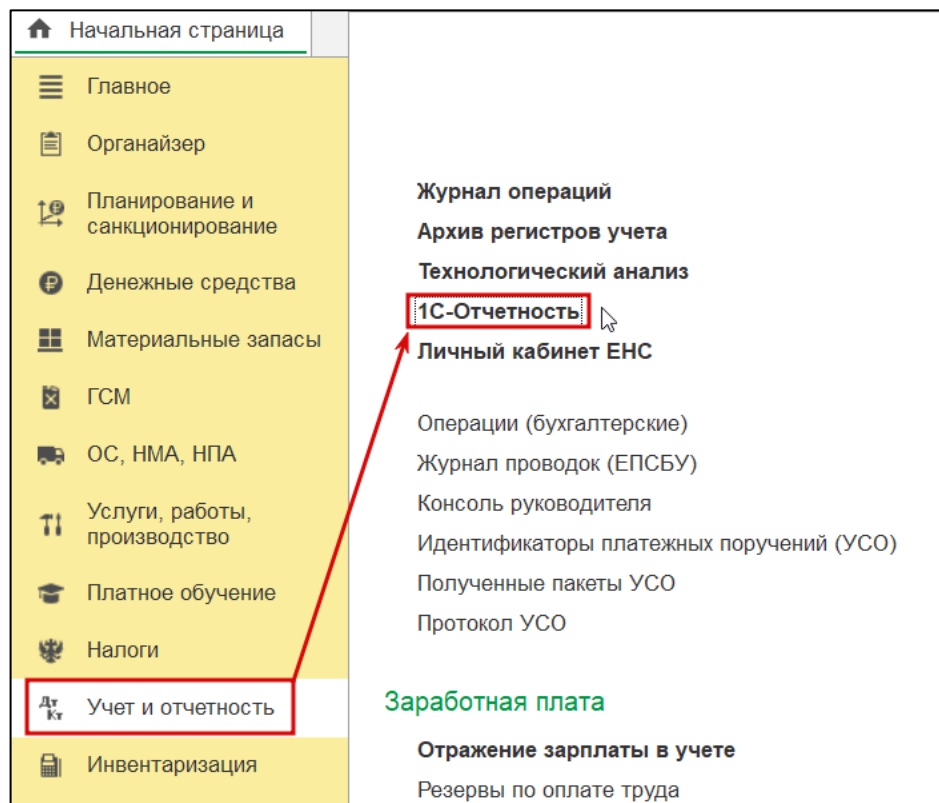 Начальная страница
Главное
Органайзер
Планирование и
санкционирование
Денежные средства
Материальные запасы
ГСМ
ОС, НМА, НПА
Услуги, работы,
производство
Платное обучение
Налоги
Дт
Кт
Учет и отчетность
Инвентаризация
Журнал операций
Архив регистров учета
Технологический анализ
1С-Отчетность
Личный кабинет ЕНС
Операции (бухгалтерские)
Журнал проводок (ЕПСБУ)
Консоль руководителя
Идентификаторы платежных поручений (УСО)
Полученные пакеты УСО
Протокол УСО
Заработная плата
Отражение зарплаты в учете
Резервы по оплате труда